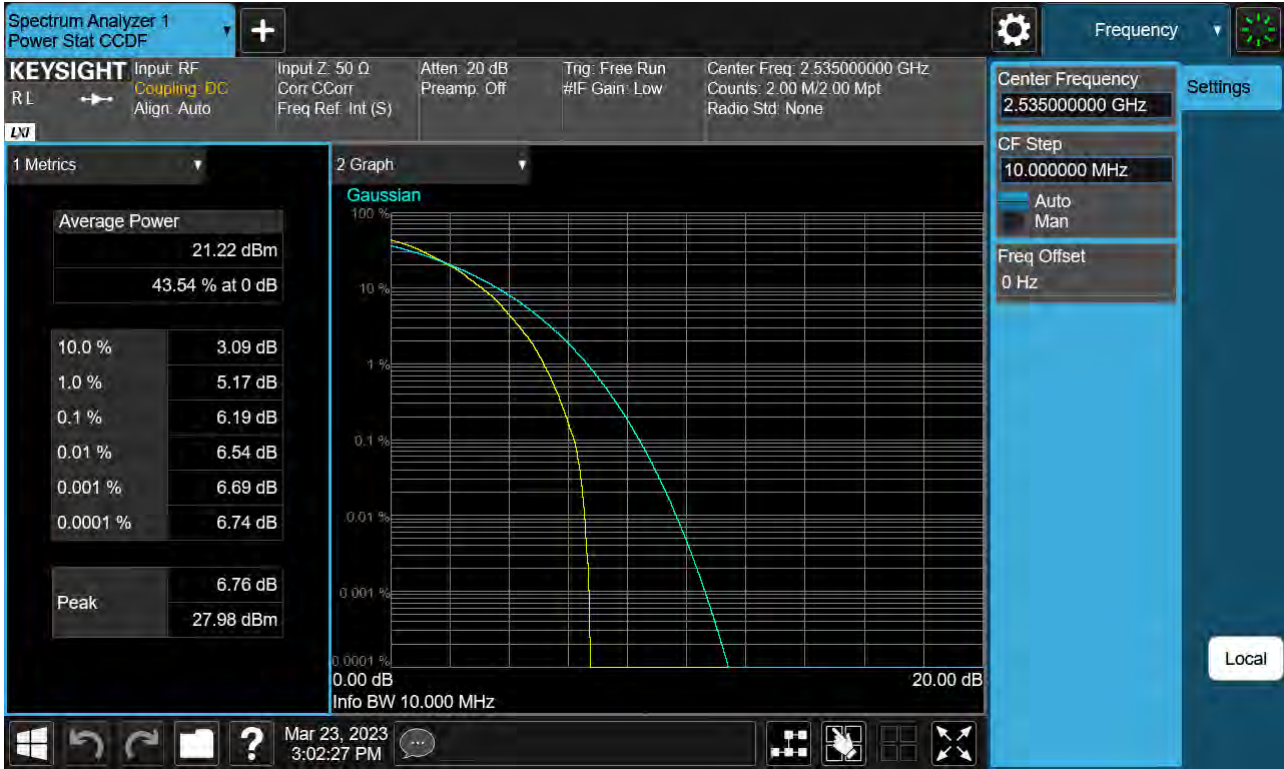 Spectrum Analyzer 1
Power Stat CCDF
Frequency
KEYSIGHT
RL
LXI
Input: RF
Coupling: DC
Align: Auto
Input Z: 50 Ω
Corr CCorr
Freq Ref: Int (S)
Atten: 20 dB
Preamp: Off
Trig: Free Run
#IF Gain: Low
Center Freq: 2.535000000 GHz
Counts: 2.00 M/2.00 Mpt
Radio Std: None
Center Frequency
2.535000000 GHz
Settings
CF Step
10.000000 MHz
Auto
Man
Freq Offset
0 Hz
Local
1 Metrics
Average Power
21.22 dBm
43.54 % at 0 dB
10.0 % 3.09 dB
1.0 % 5.17 dB
0.1 % 6.19 dB
0.01 % 6.54 dB
0.001 % 6.69 dB
0.0001 % 6.74 dB
Peak
6.76 dB
27.98 dBm
2 Graph
Gaussian
100 %
10 %
1 %
0.1 %
0.01 %
0.001 %
0.0001 %
0.00 dB 20.00 dB
Info BW 10.000 MHz
?
Mar 23, 2023
3:02:27 PM